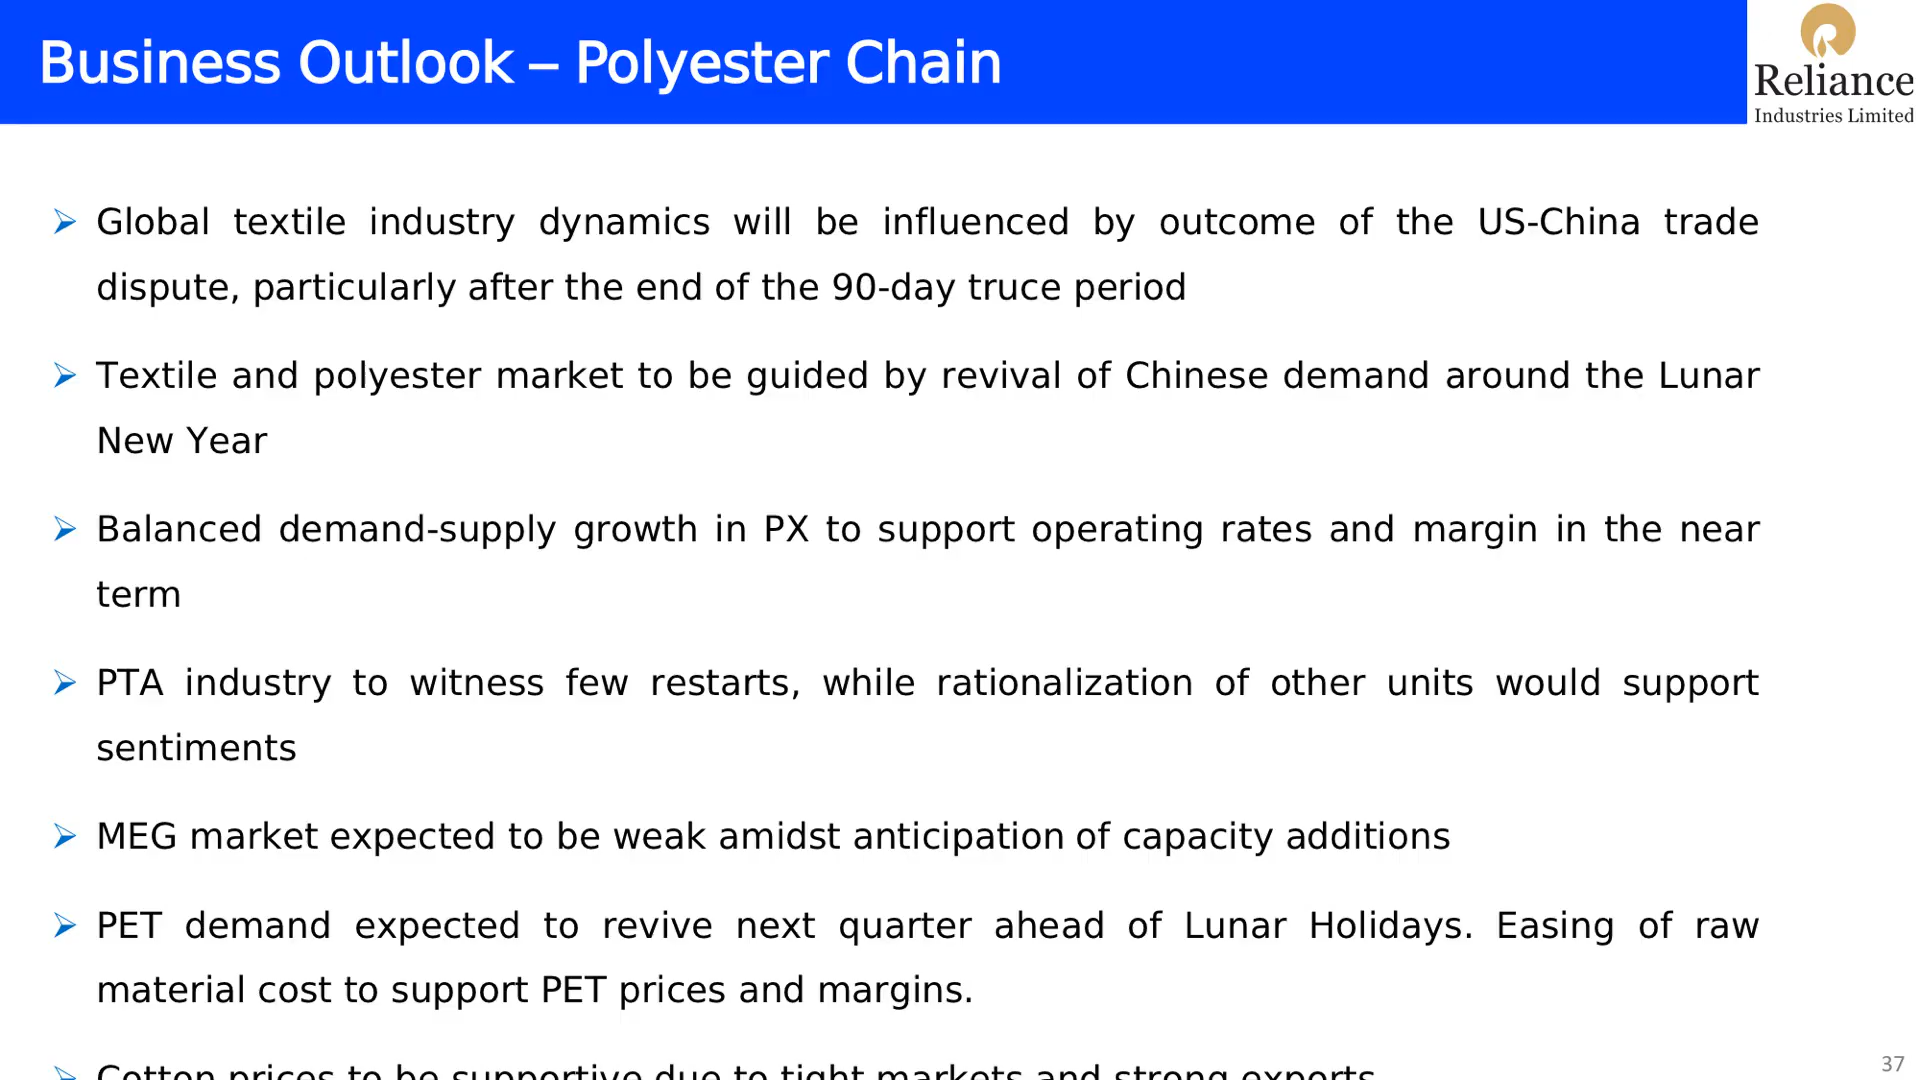 Business Outlook – Polyester Chain
Reliance
Industries Limited
➢ Global textile industry dynamics will be influenced by outcome of the US-China trade
dispute, particularly after the end of the 90-day truce period
➢ Textile and polyester market to be guided by revival of Chinese demand around the Lunar
New Year
➢ Balanced demand-supply growth in PX to support operating rates and margin in the near
term
➢ PTA industry to witness few restarts, while rationalization of other units would support
sentiments
➢ MEG market expected to be weak amidst anticipation of capacity additions
➢ PET demand expected to revive next quarter ahead of Lunar Holidays. Easing of raw
material cost to support PET prices and margins.
➢ Cotton prices to be supportive due to tight markets and strong exports
37